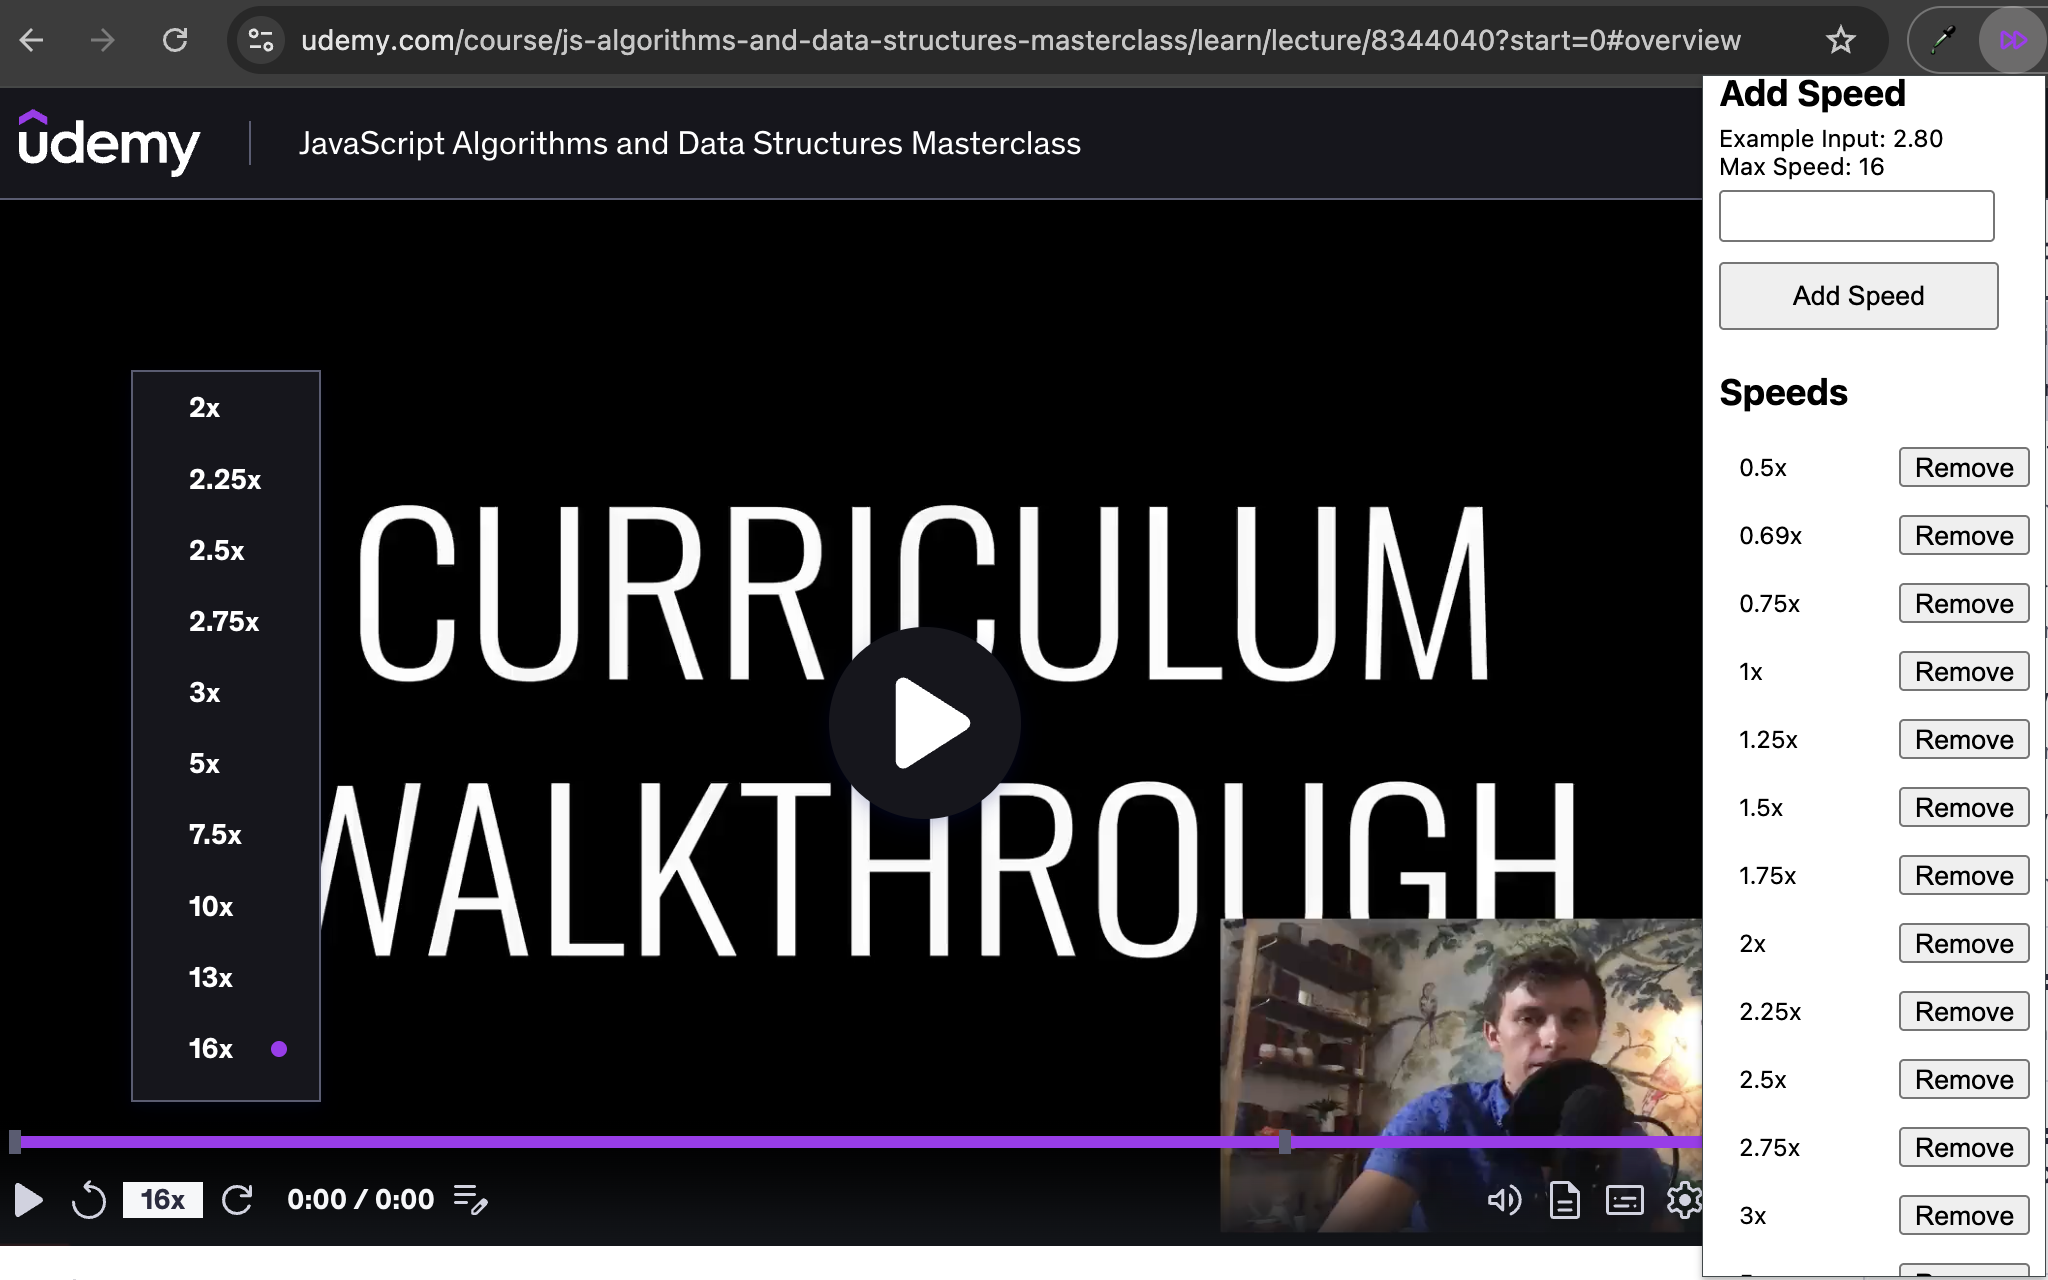 udemy.com/course/js-algorithms-and-data-structures-masterclass/learn/lecture/8344040?start=0#overview
udemy
JavaScript Algorithms and Data Structures Masterclass
CURRICULUM
WALKTHROUGH
2x
2.25x
2.5x
2.75x
3x
5x
7.5x
10x
13x
16x
16x
0:00 / 0:00
Add Speed
Example Input: 2.80
Max Speed: 16
Add Speed
Speeds
0.5x Remove
0.69x Remove
0.75x Remove
1x Remove
1.25x Remove
1.5x Remove
1.75x Remove
2x Remove
2.25x Remove
2.5x Remove
2.75x Remove
3x Remove